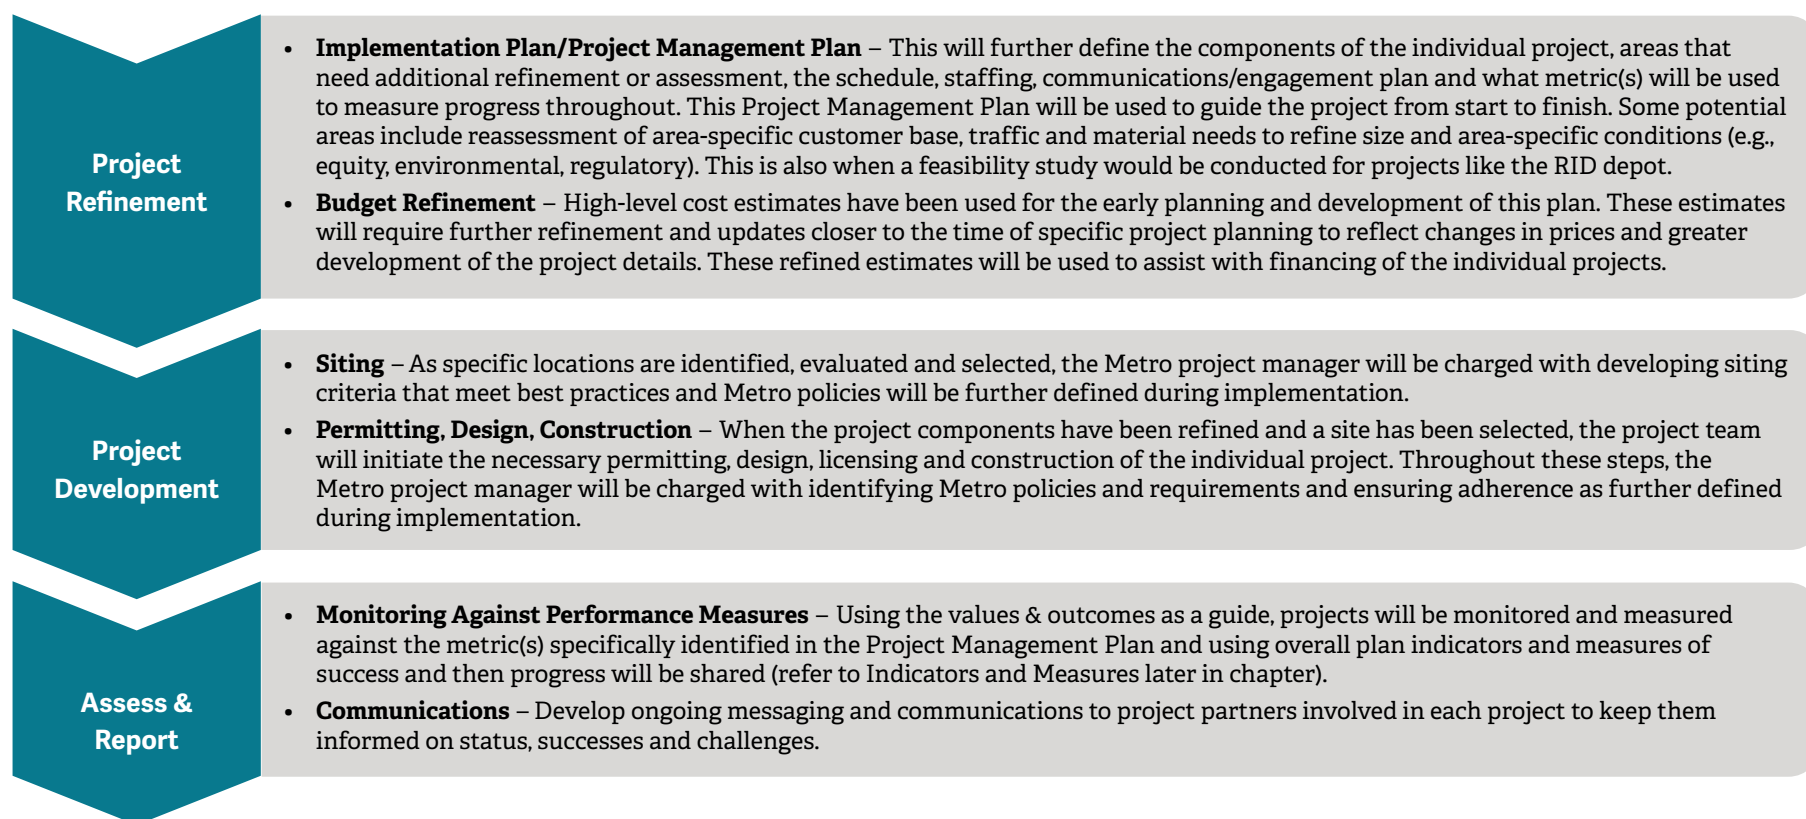 Project
Refinement
• Implementation Plan/Project Management Plan – This will further define the components of the individual project, areas that
need additional refinement or assessment, the schedule, staffing, communications/engagement plan and what metric(s) will be used
to measure progress throughout. This Project Management Plan will be used to guide the project from start to finish. Some potential
areas include reassessment of area-specific customer base, traffic and material needs to refine size and area-specific conditions (e.g.,
equity, environmental, regulatory). This is also when a feasibility study would be conducted for projects like the RID depot.
• Budget Refinement – High-level cost estimates have been used for the early planning and development of this plan. These estimates
will require further refinement and updates closer to the time of specific project planning to reflect changes in prices and greater
development of the project details. These refined estimates will be used to assist with financing of the individual projects.
Project
Development
• Siting – As specific locations are identified, evaluated and selected, the Metro project manager will be charged with developing siting
criteria that meet best practices and Metro policies will be further defined during implementation.
• Permitting, Design, Construction – When the project components have been refined and a site has been selected, the project team
will initiate the necessary permitting, design, licensing and construction of the individual project. Throughout these steps, the
Metro project manager will be charged with identifying Metro policies and requirements and ensuring adherence as further defined
during implementation.
Assess &
Report
• Monitoring Against Performance Measures – Using the values & outcomes as a guide, projects will be monitored and measured
against the metric(s) specifically identified in the Project Management Plan and using overall plan indicators and measures of
success and then progress will be shared (refer to Indicators and Measures later in chapter).
• Communications – Develop ongoing messaging and communications to project partners involved in each project to keep them
informed on status, successes and challenges.